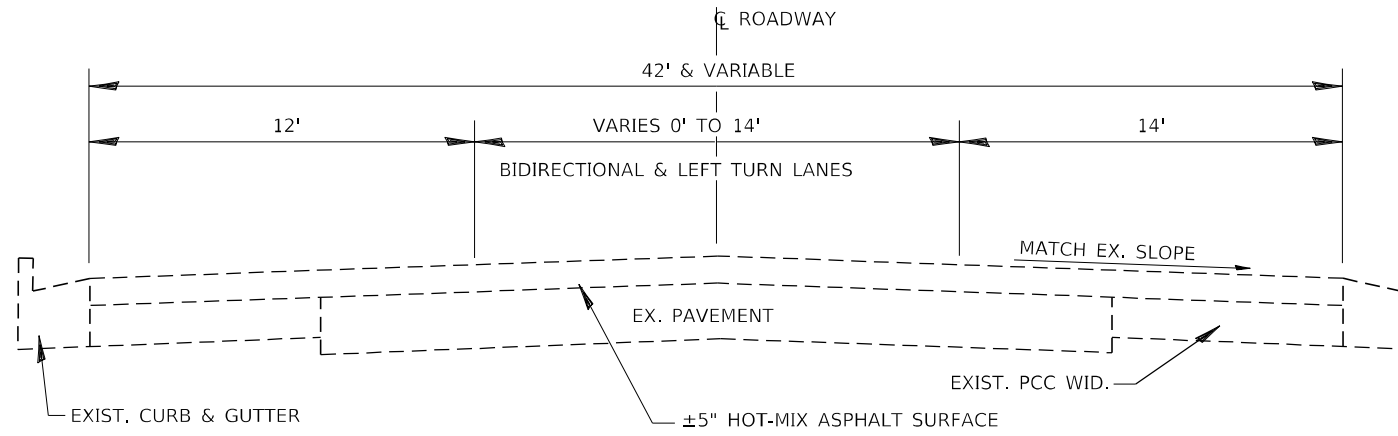 ℄ ROADWAY
42' & VARIABLE
12'
VARIES 0' TO 14'
14'
BIDIRECTIONAL & LEFT TURN LANES
MATCH EX. SLOPE
EX. PAVEMENT
EXIST. PCC WID.
EXIST. CURB & GUTTER
±5" HOT-MIX ASPHALT SURFACE